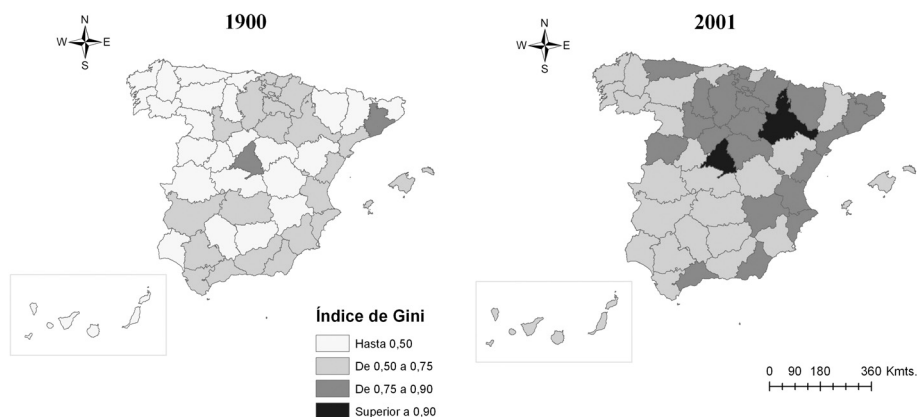 1900
2001
N
W E
S
N
W E
S
Índice de Gini
Hasta 0,50
De 0,50 a 0,75
De 0,75 a 0,90
Superior a 0,90
0 90 180 360 Kmts.